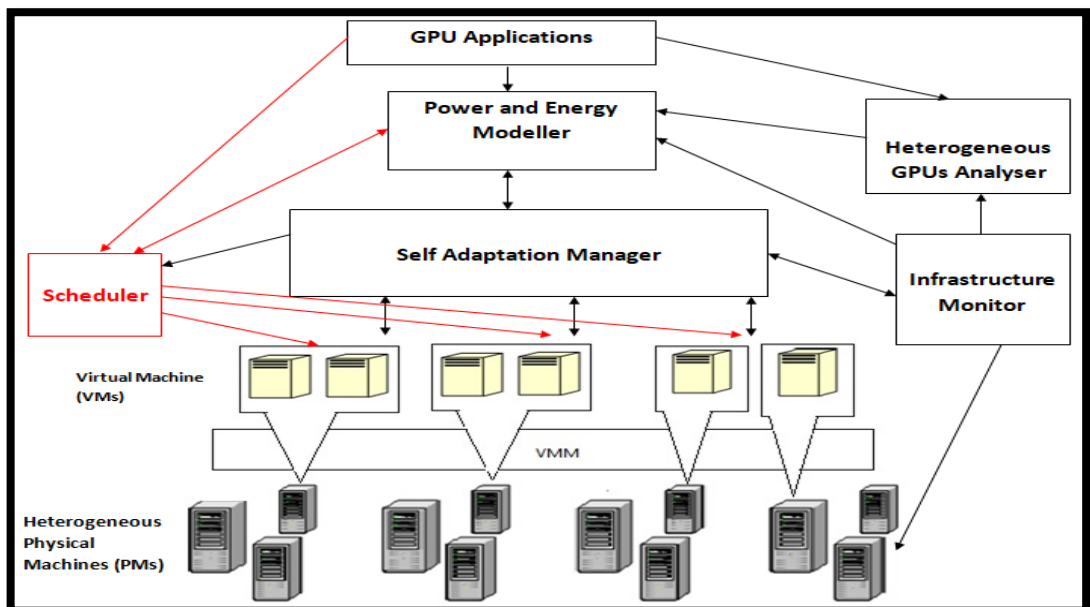 GPU Applications
Power and Energy
Modeller
Heterogeneous
GPUs Analyser
Self Adaptation Manager
Scheduler
Infrastructure
Monitor
Virtual Machine
(VMs)
VMM
Heterogeneous
Physical
Machines (PMs)